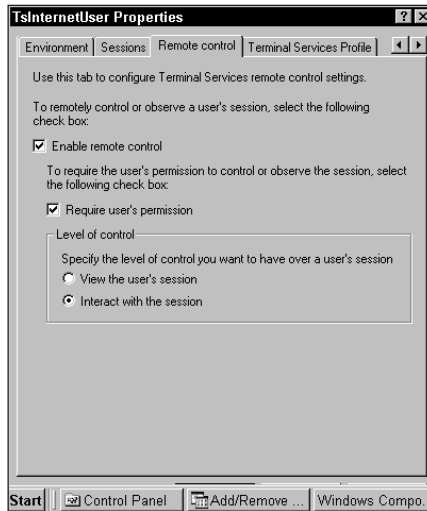 TsInternetUser Properties
Environment Sessions Remote control Terminal Services Profile
Use this tab to configure Terminal Services remote control settings.
To remotely control or observe a user's session, select the following
check box:
Enable remote control
To require the user's permission to control or observe the session, select
the following check box:
Require user's permission
Level of control
Specify the level of control you want to have over a user's session
View the user's session
Interact with the session
Start Control Panel Add/Remove ... Windows Compo.